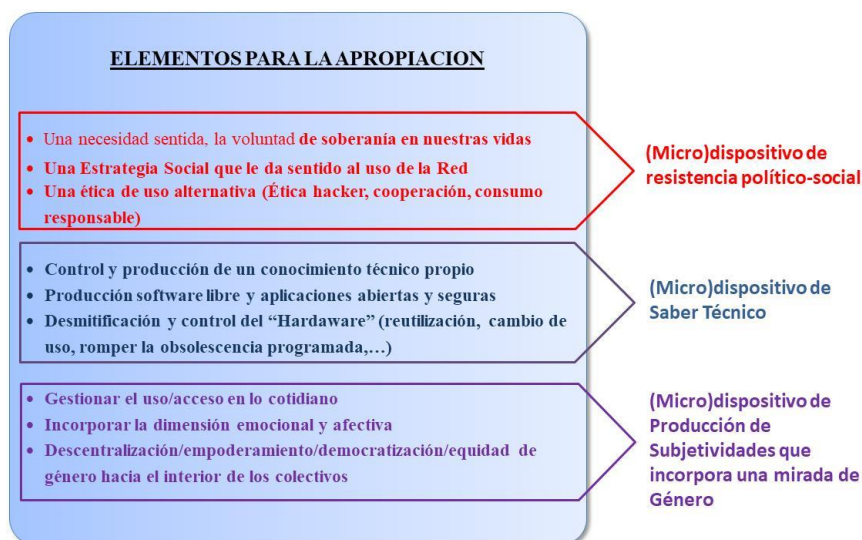 ELEMENTOS PARA LA APROPIACION
• Una necesidad sentida, la voluntad de soberanía en nuestras vidas
• Una Estrategia Social que le da sentido al uso de la Red
• Una ética de uso alternativa (Ética hacker, cooperación, consumo
responsable)
(Micro)dispositivo de
resistencia político-social
• Control y producción de un conocimiento técnico propio
• Producción software libre y aplicaciones abiertas y seguras
• Desmitificación y control del “Hardaware” (reutilización, cambio de
uso, romper la obsolescencia programada,…)
(Micro)dispositivo de
Saber Técnico
• Gestionar el uso/acceso en lo cotidiano
• Incorporar la dimensión emocional y afectiva
• Descentralización/empoderamiento/democratización/equidad de
género hacia el interior de los colectivos
(Micro)dispositivo de
Producción de
Subjetividades que
incorpora una mirada de
Género